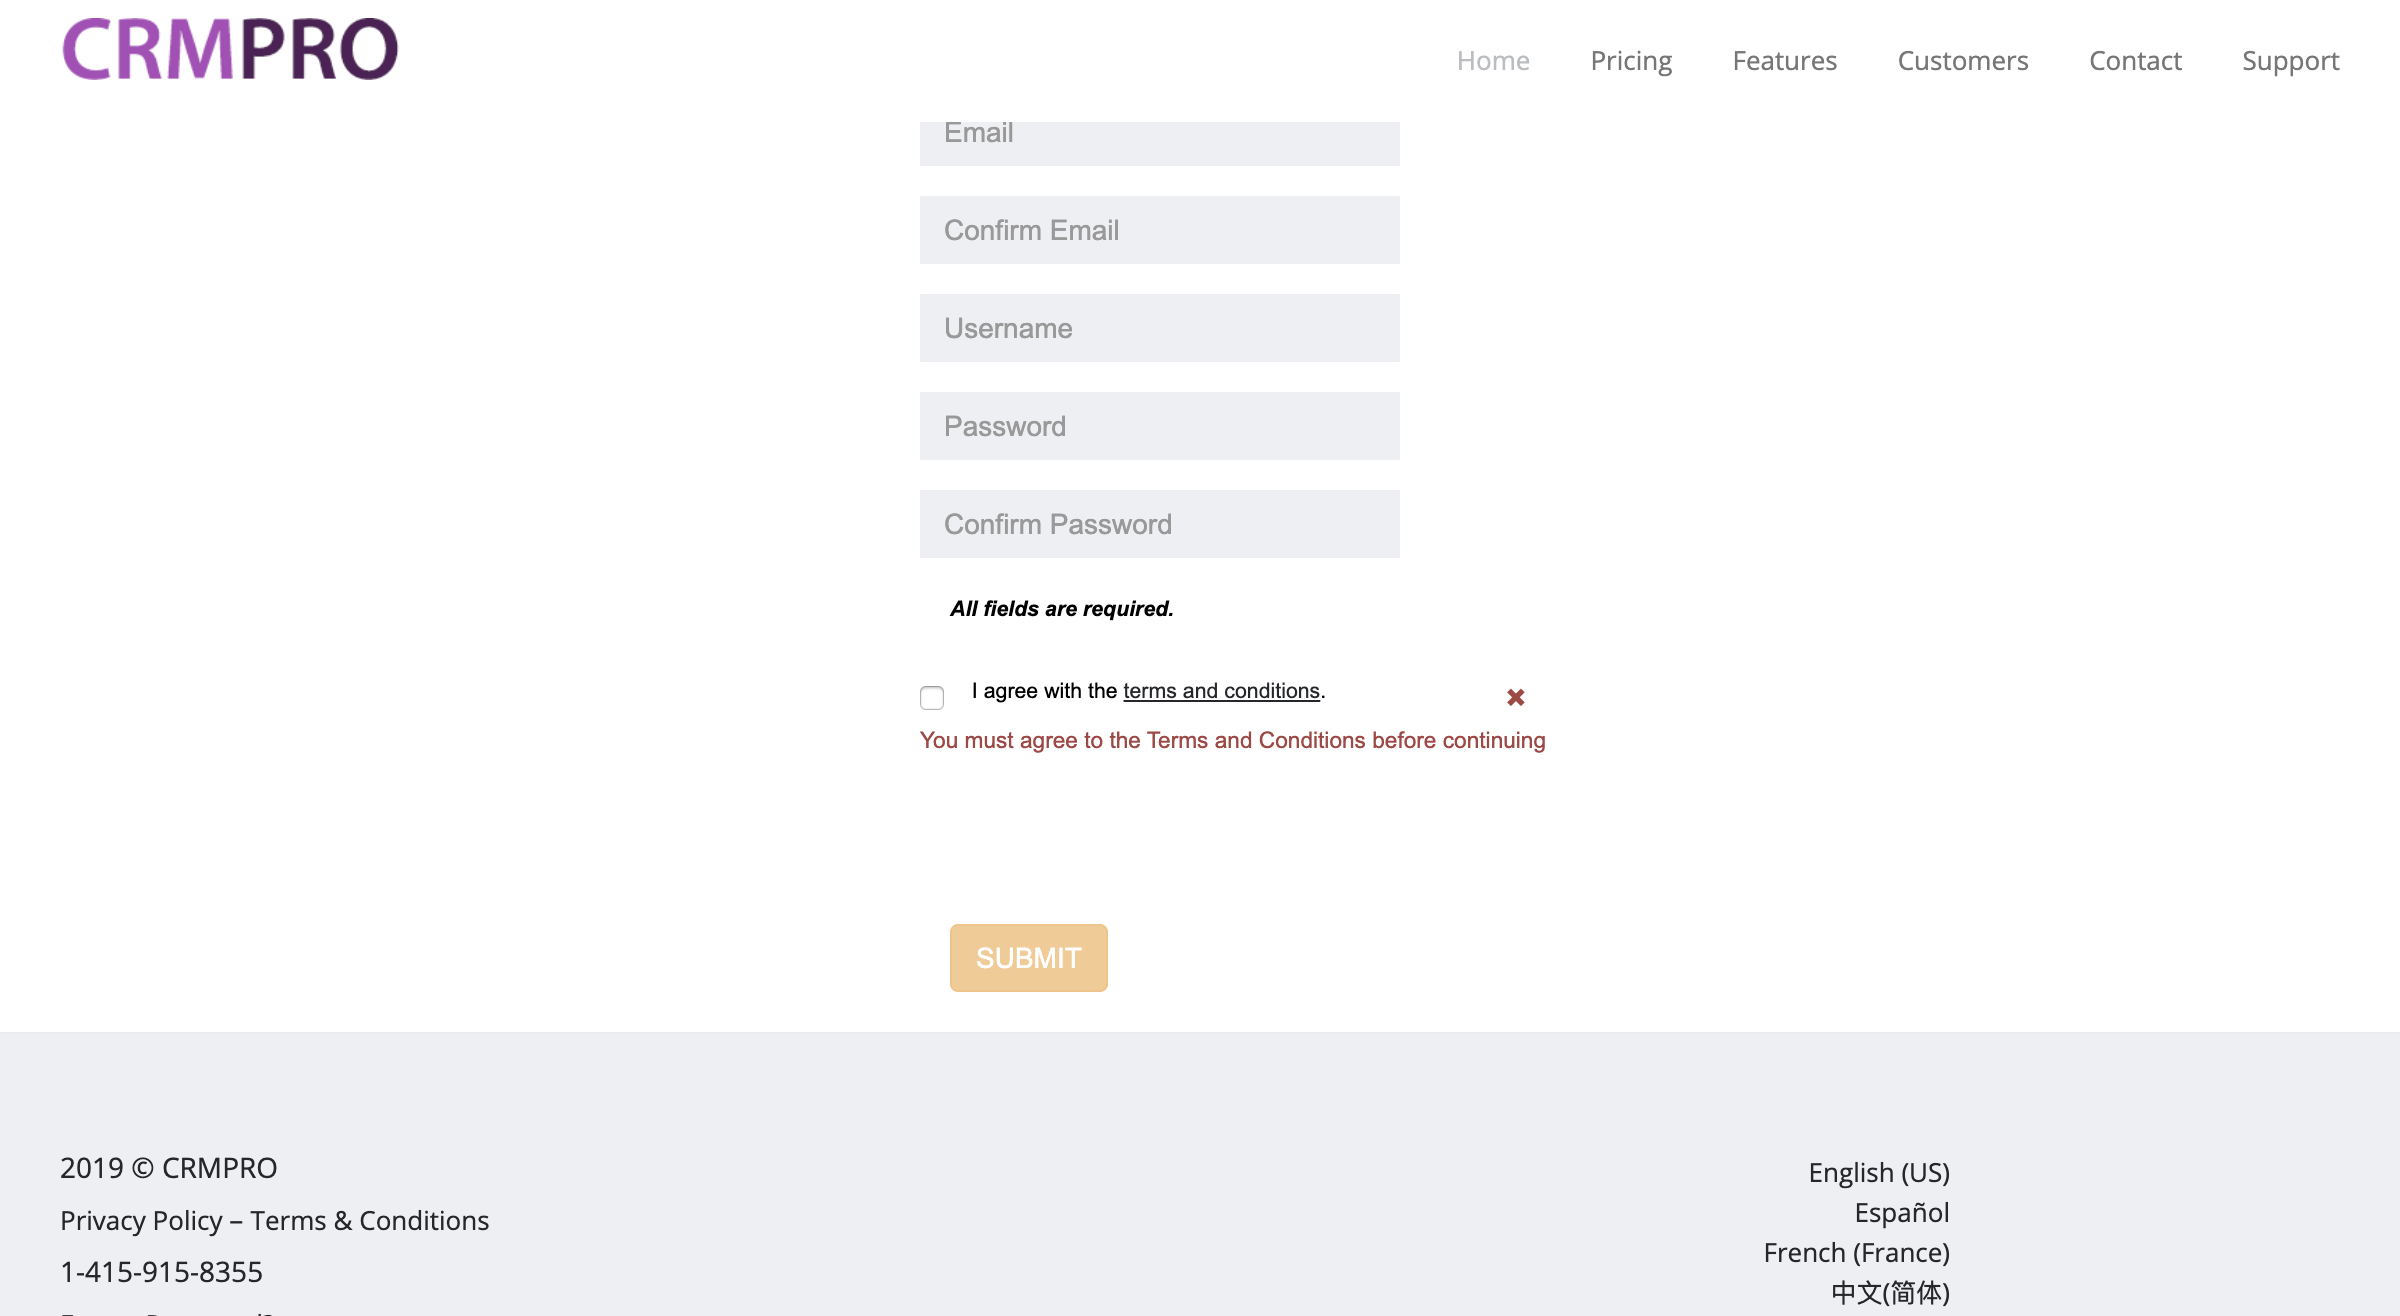 CRMPRO
Home Pricing Features Customers Contact Support
Email
Confirm Email
Username
Password
Confirm Password
All fields are required.
I agree with the terms and conditions.
You must agree to the Terms and Conditions before continuing
SUBMIT
2019 © CRMPRO
Privacy Policy – Terms & Conditions
1-415-915-8355
English (US)
Español
French (France)
中文(简体)